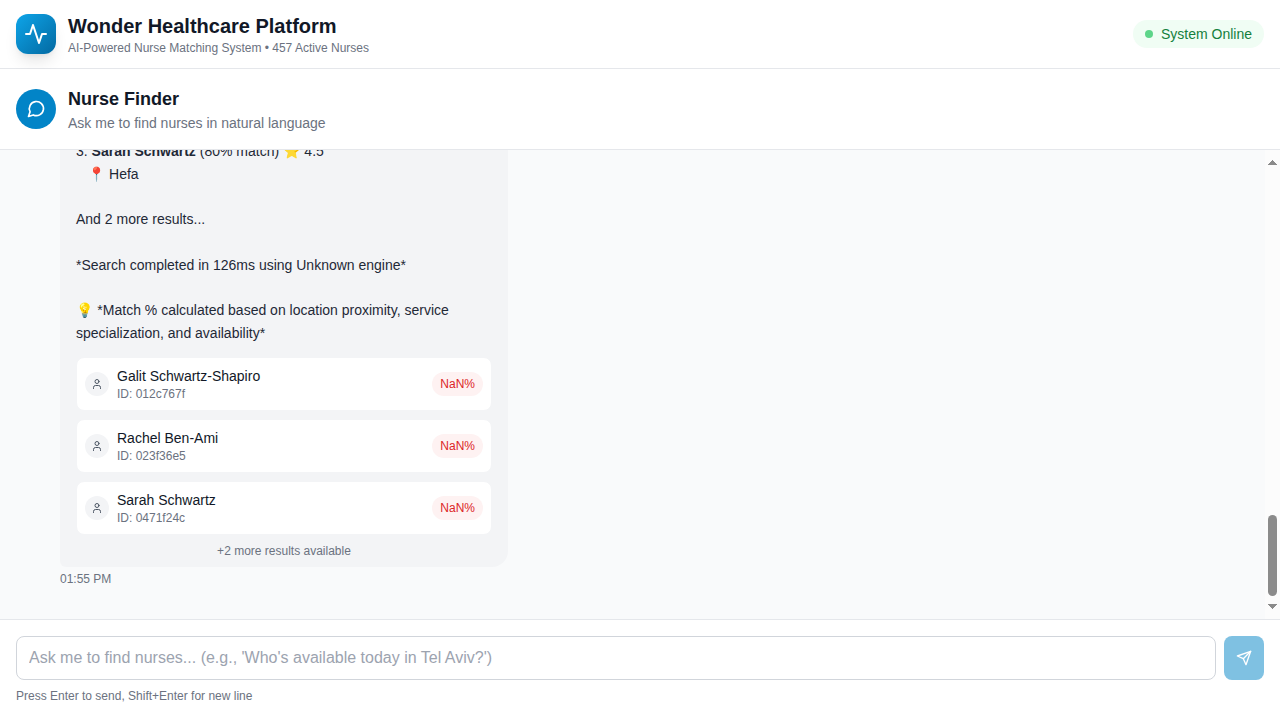 Wonder Healthcare Platform
AI-Powered Nurse Matching System • 457 Active Nurses
System Online
Nurse Finder
Ask me to find nurses in natural language
3. Sarah Schwartz (80% match) ⭐ 4.5
📍 Hefa
And 2 more results...
*Search completed in 126ms using Unknown engine*
💡 *Match % calculated based on location proximity, service
specialization, and availability*
Galit Schwartz-Shapiro
ID: 012c767f
NaN%
Rachel Ben-Ami
ID: 023f36e5
NaN%
Sarah Schwartz
ID: 0471f24c
NaN%
+2 more results available
01:55 PM
Ask me to find nurses... (e.g., 'Who's available today in Tel Aviv?')
Press Enter to send, Shift+Enter for new line